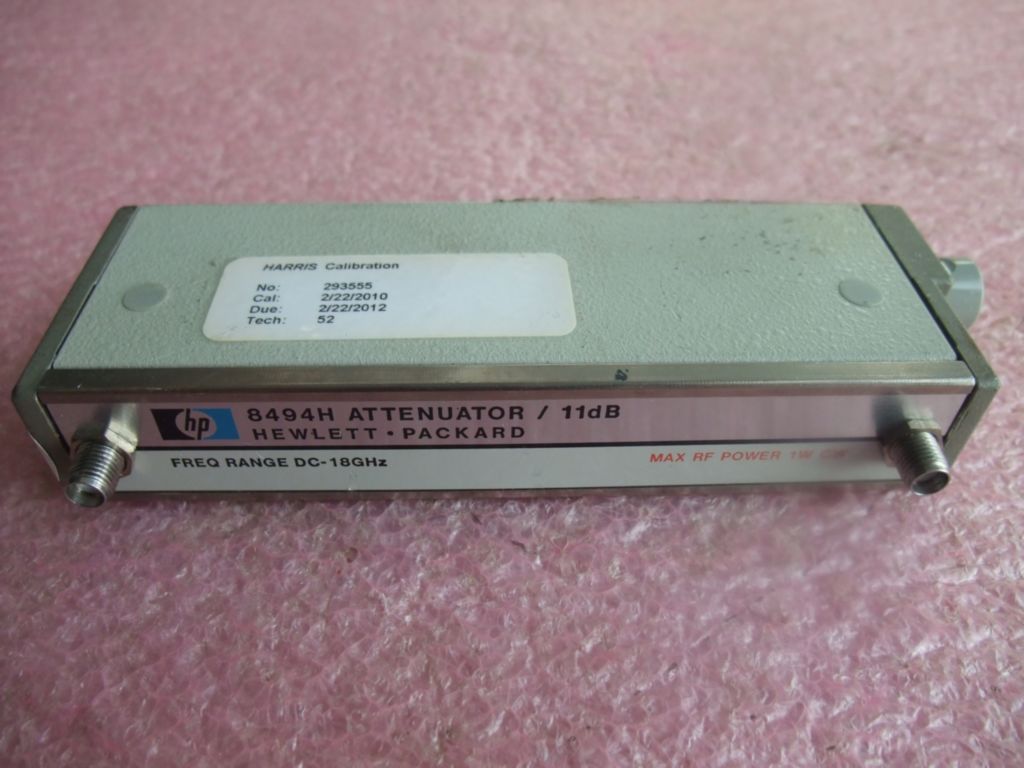 HARRIS Calibration
No: 293555
Cal: 2/22/2010
Due: 2/22/2012
Tech: 52
hp 8494H ATTENUATOR / 11dB
HEWLETT • PACKARD
FREQ RANGE DC-18GHz
MAX RF POWER 1W CW